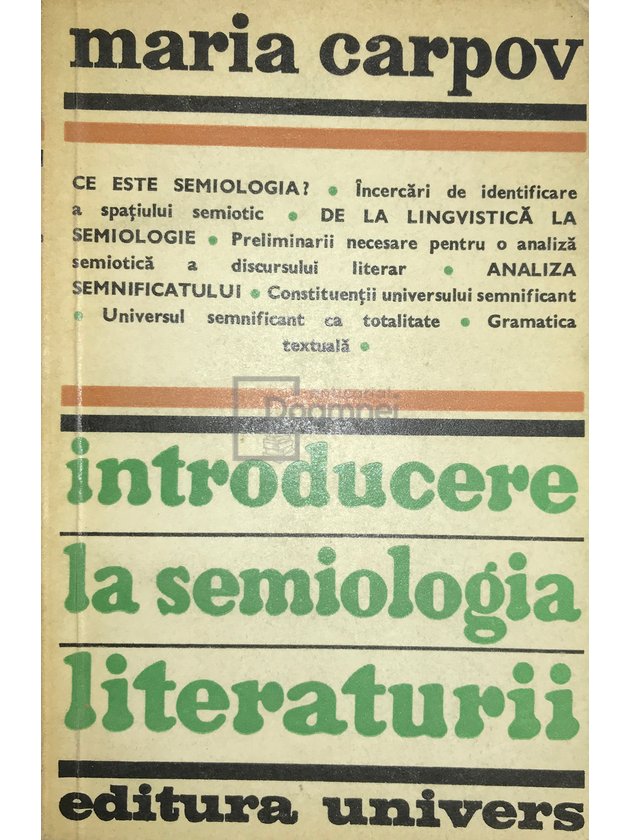 maria carpov
CE ESTE SEMIOLOGIA? • Încercări de identificare
a spațiului semiotic • DE LA LINGVISTICĂ LA
SEMIOLOGIE • Preliminarii necesare pentru o analiză
semiotică a discursului literar • ANALIZA
SEMNIFICATULUI • Constituenții universului semnificant
• Universul semnificant ca totalitate • Gramatica
textuală •
anticariat
Doamnei
introducere
la semiologia
literaturii
editura univers